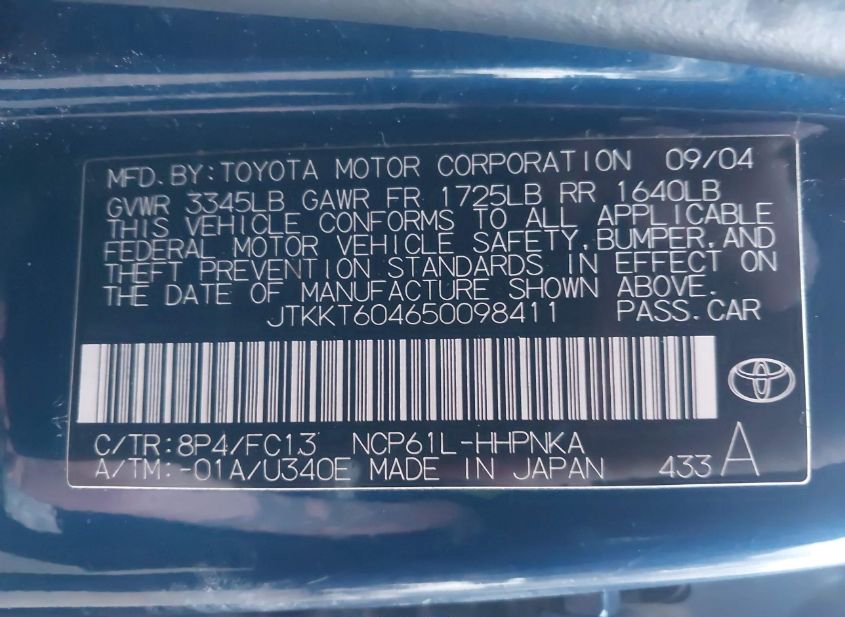 MFD. BY: TOYOTA MOTOR CORPORATION 09/04
GVWR 3345LB GAWR FR 1725LB RR 1640LB
THIS VEHICLE CONFORMS TO ALL APPLICABLE
FEDERAL MOTOR VEHICLE SAFETY, BUMPER, AND
THEFT PREVENTION STANDARDS IN EFFECT ON
THE DATE OF MANUFACTURE SHOWN ABOVE.
JTKKT604650098411 PASS. CAR
C/TR: 8P4/FC13 NCP61L-HHPNKA
A/TM: -01A/U340E MADE IN JAPAN 433 A